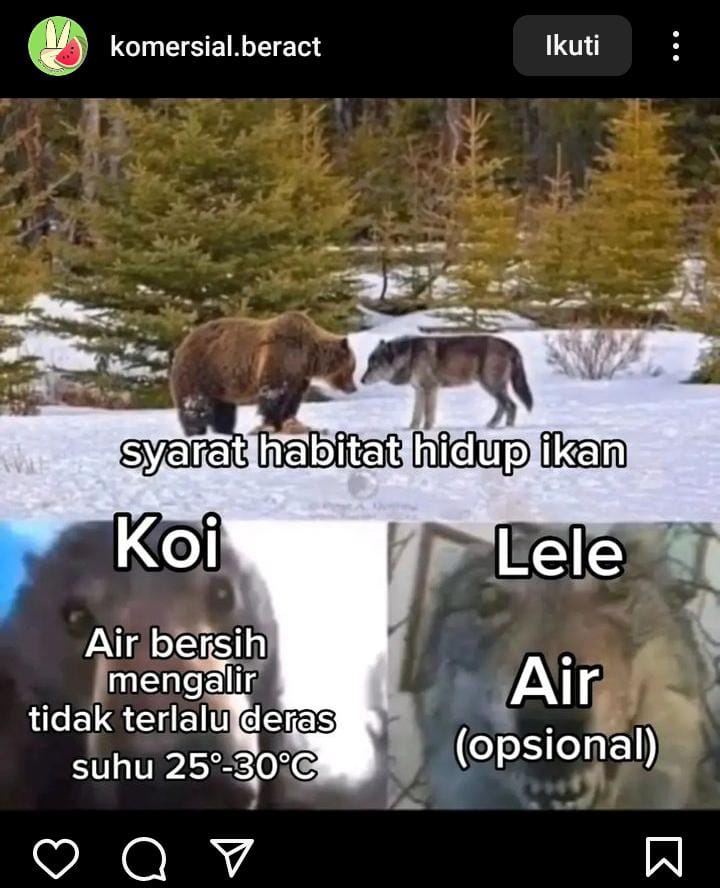 komersial.beract
Ikuti
syarat habitat hidup ikan
Koi
Lele
Air bersih
mengalir
tidak terlalu deras
suhu 25°-30°C
Air
(opsional)